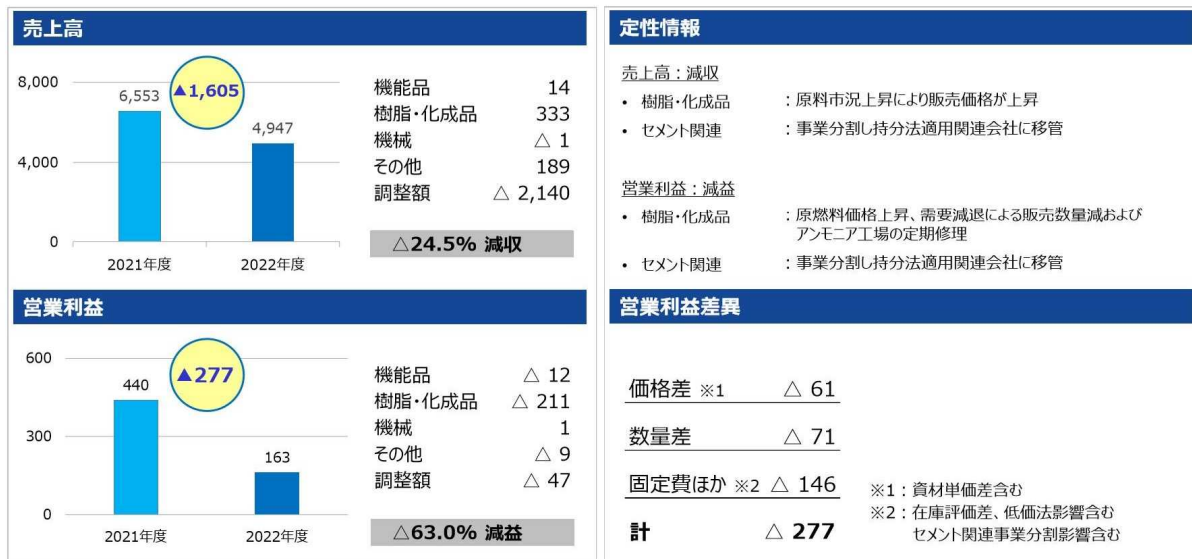 売上高
8,000
4,000
0
6,553
▲1,605
4,947
2021年度
2022年度
機能品 14
樹脂・化成品 333
機械 △ 1
その他 189
調整額 △ 2,140
△24.5% 減収
定性情報
売上高：減収
• 樹脂・化成品 ：原料市況上昇により販売価格が上昇
• セメント関連 ：事業分割し持分法適用関連会社に移管
営業利益：減益
• 樹脂・化成品 ：原燃料価格上昇、需要減退による販売数量減および
アンモニア工場の定期修理
• セメント関連 ：事業分割し持分法適用関連会社に移管
営業利益
600
300
0
440
▲277
163
2021年度
2022年度
機能品 △ 12
樹脂・化成品 △ 211
機械 1
その他 △ 9
調整額 △ 47
△63.0% 減益
営業利益差異
価格差 ※1 △ 61
数量差 △ 71
固定費ほか ※2 △ 146
計 △ 277
※1：資材単価差含む
※2：在庫評価差、低価法影響含む
セメント関連事業分割影響含む